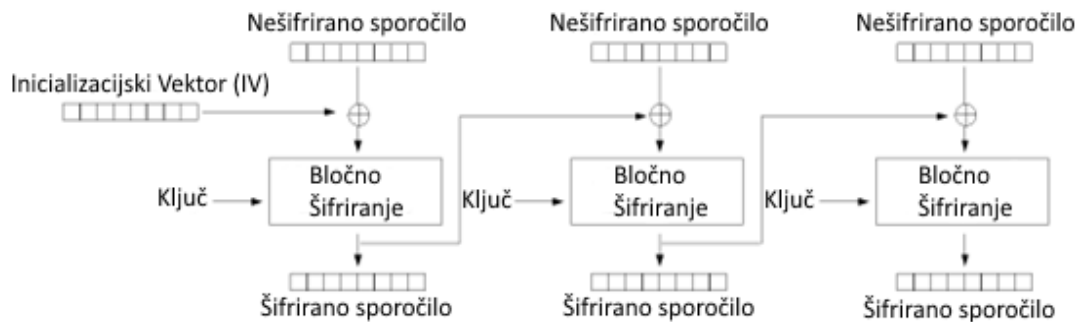 Nešifrirano sporočilo
Nešifrirano sporočilo
Nešifrirano sporočilo
Inicializacijski Vektor (IV)
Ključ
Bločno
Šifriranje
Ključ
Bločno
Šifriranje
Ključ
Bločno
Šifriranje
Šifrirano sporočilo
Šifrirano sporočilo
Šifrirano sporočilo